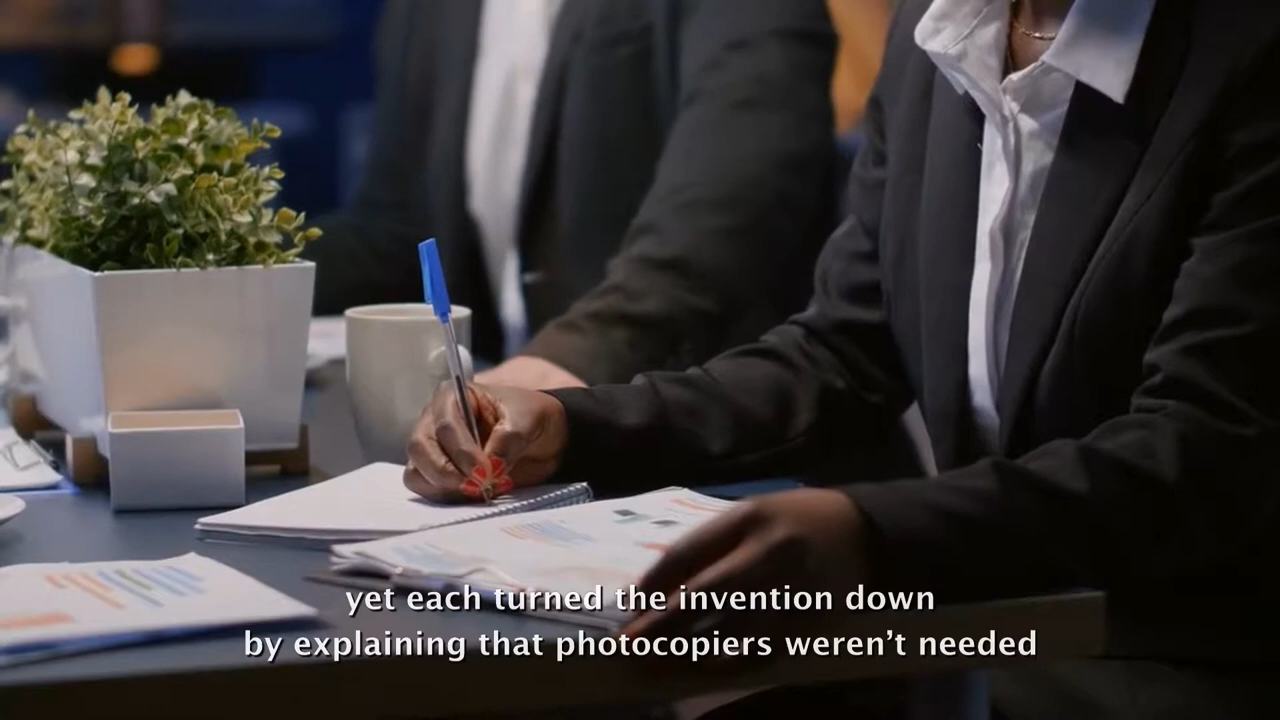 yet each turned the invention down
by explaining that photocopiers weren’t needed